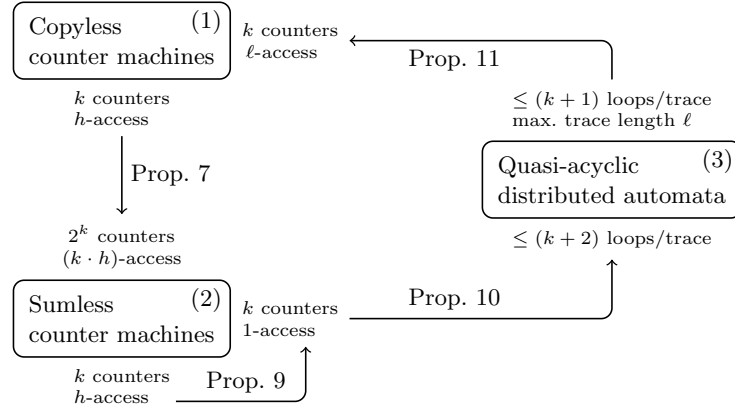 Copyless (1)
counter machines
k counters
ℓ-access
Prop. 11
k counters
h-access
≤ (k + 1) loops/trace
max. trace length ℓ
Prop. 7
Quasi-acyclic (3)
distributed automata
2^k counters
(k · h)-access
≤ (k + 2) loops/trace
Sumless (2)
counter machines
k counters
1-access
Prop. 10
k counters
h-access
Prop. 9